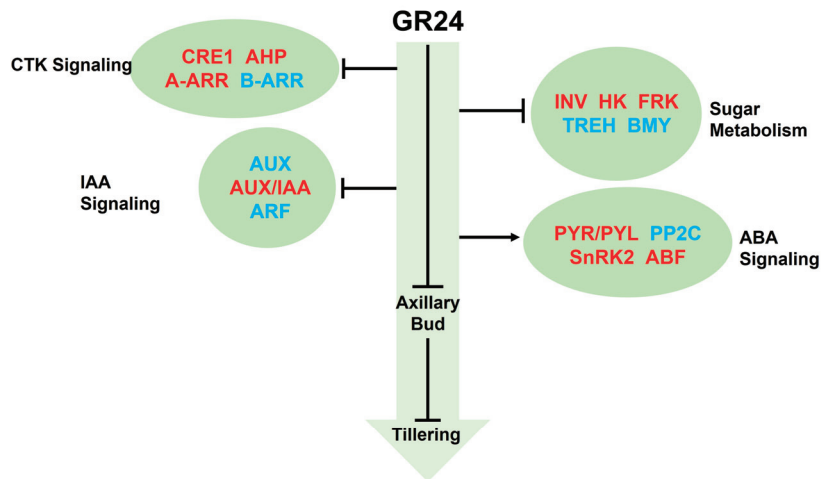 GR24
CTK Signaling
CRE1 AHP
A-ARR B-ARR
INV HK FRK
TREH BMY
Sugar
Metabolism
IAA
Signaling
AUX
AUX/IAA
ARF
PYR/PYL PP2C
SnRK2 ABF
ABA
Signaling
Axillary
Bud
Tillering